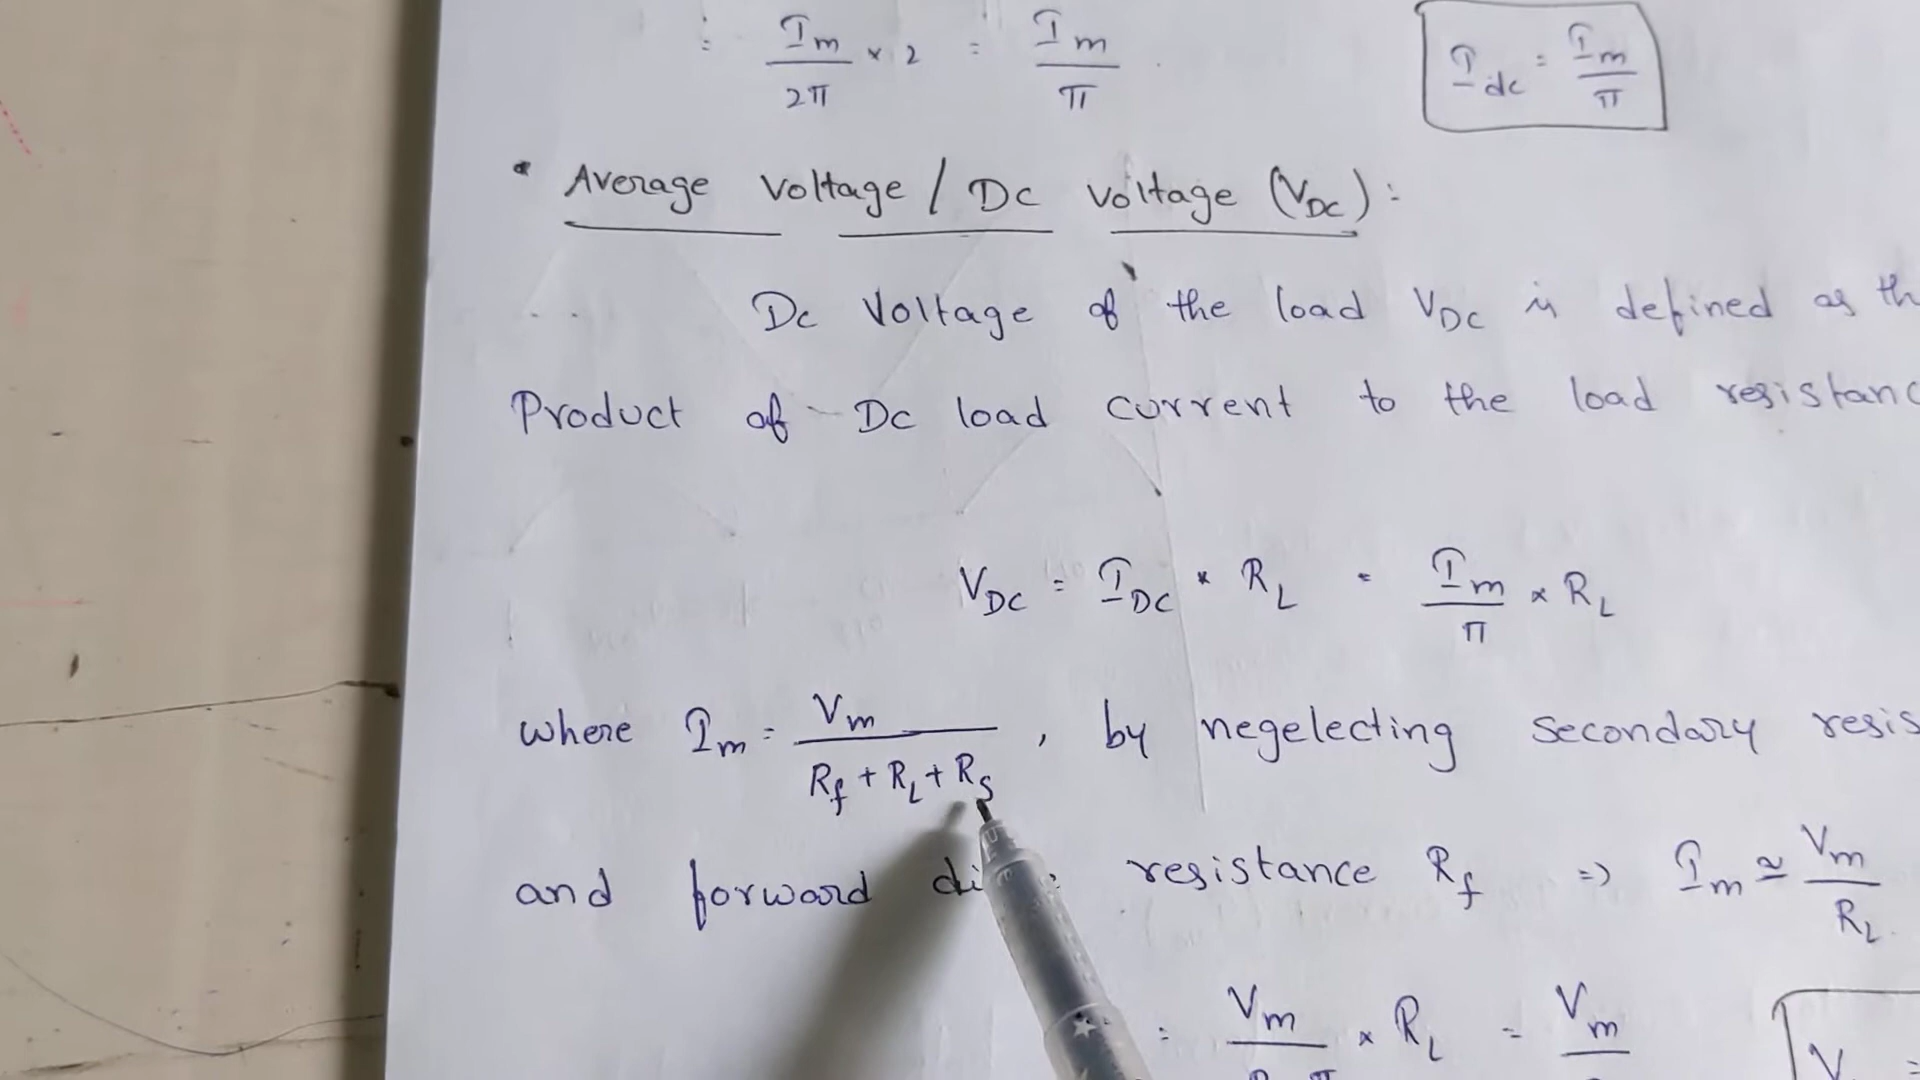 : Im/2π × 2 = Im/π
Idc = Im/π
• Average Voltage / DC Voltage (VDC):
Dc Voltage of the load VDC is defined as th
Product of Dc load current to the load resistanc
VDC = IDC * RL = Im/π × RL
where Im = Vm/(Rf + RL + RS), by negelecting secondary resis
and forward resistance Rf => Im ≃ Vm/RL
= Vm × RL = Vm